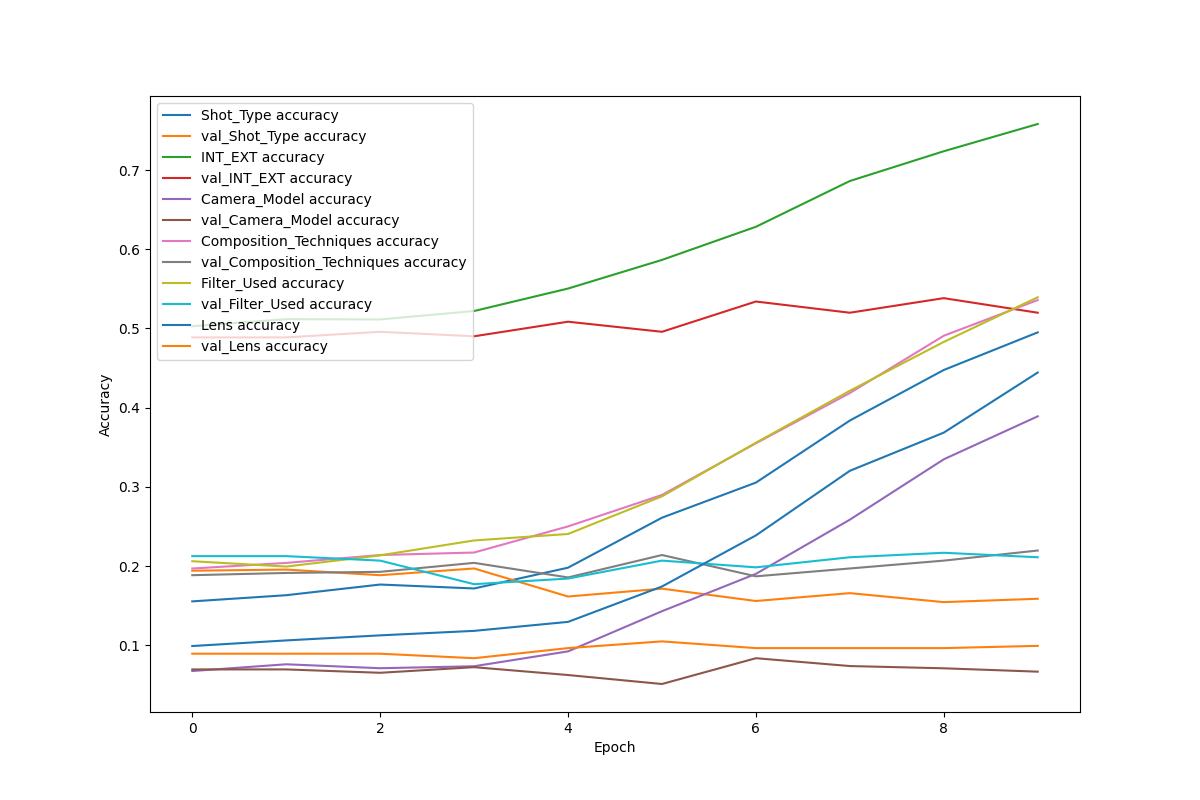 Shot_Type accuracy
val_Shot_Type accuracy
INT_EXT accuracy
val_INT_EXT accuracy
Camera_Model accuracy
val_Camera_Model accuracy
Composition_Techniques accuracy
val_Composition_Techniques accuracy
Filter_Used accuracy
val_Filter_Used accuracy
Lens accuracy
val_Lens accuracy
0.7
0.6
0.5
0.4
0.3
0.2
0.1
Accuracy
0 2 4 6 8
Epoch